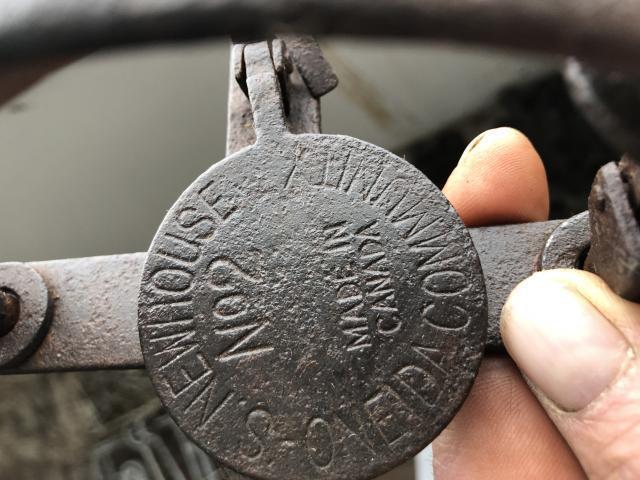 S. NEWHOUSE
ONEIDA COMMUNITY
No 2
MADE IN
CANADA